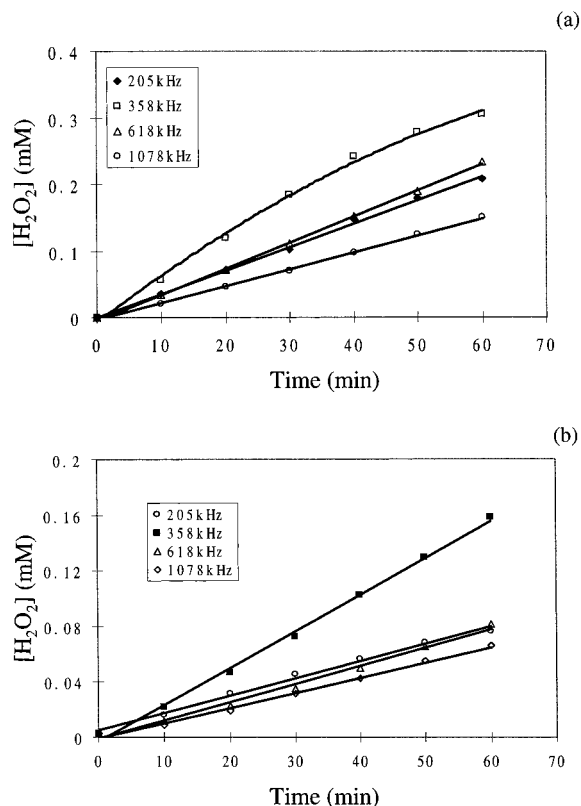 (a)
[H₂O₂] (mM)
0.4
0.3
0.2
0.1
0
205kHz
358kHz
618kHz
1078kHz
0 10 20 30 40 50 60 70
Time (min)
(b)
[H₂O₂] (mM)
0.2
0.16
0.12
0.08
0.04
0
205kHz
358kHz
618kHz
1078kHz
0 10 20 30 40 50 60 70
Time (min)